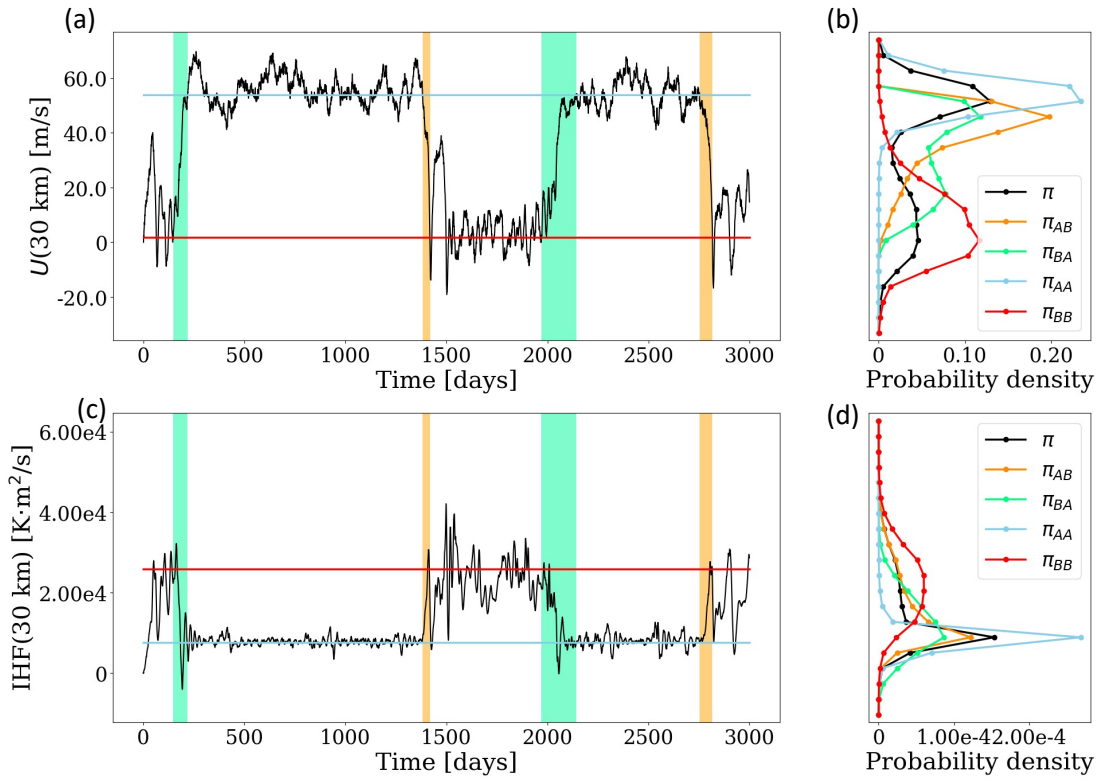 (a)
(b)
U(30 km) [m/s]
60.0
40.0
20.0
0
-20.0
0
500
1000
1500
2000
2500
3000
Time [days]
π
π_AB
π_BA
π_AA
π_BB
0
0.10
0.20
Probability density
(c)
(d)
IHF(30 km) [K·m²/s]
6.00e4
4.00e4
2.00e4
0
0
500
1000
1500
2000
2500
3000
Time [days]
π
π_AB
π_BA
π_AA
π_BB
0
1.00e-4
2.00e-4
Probability density